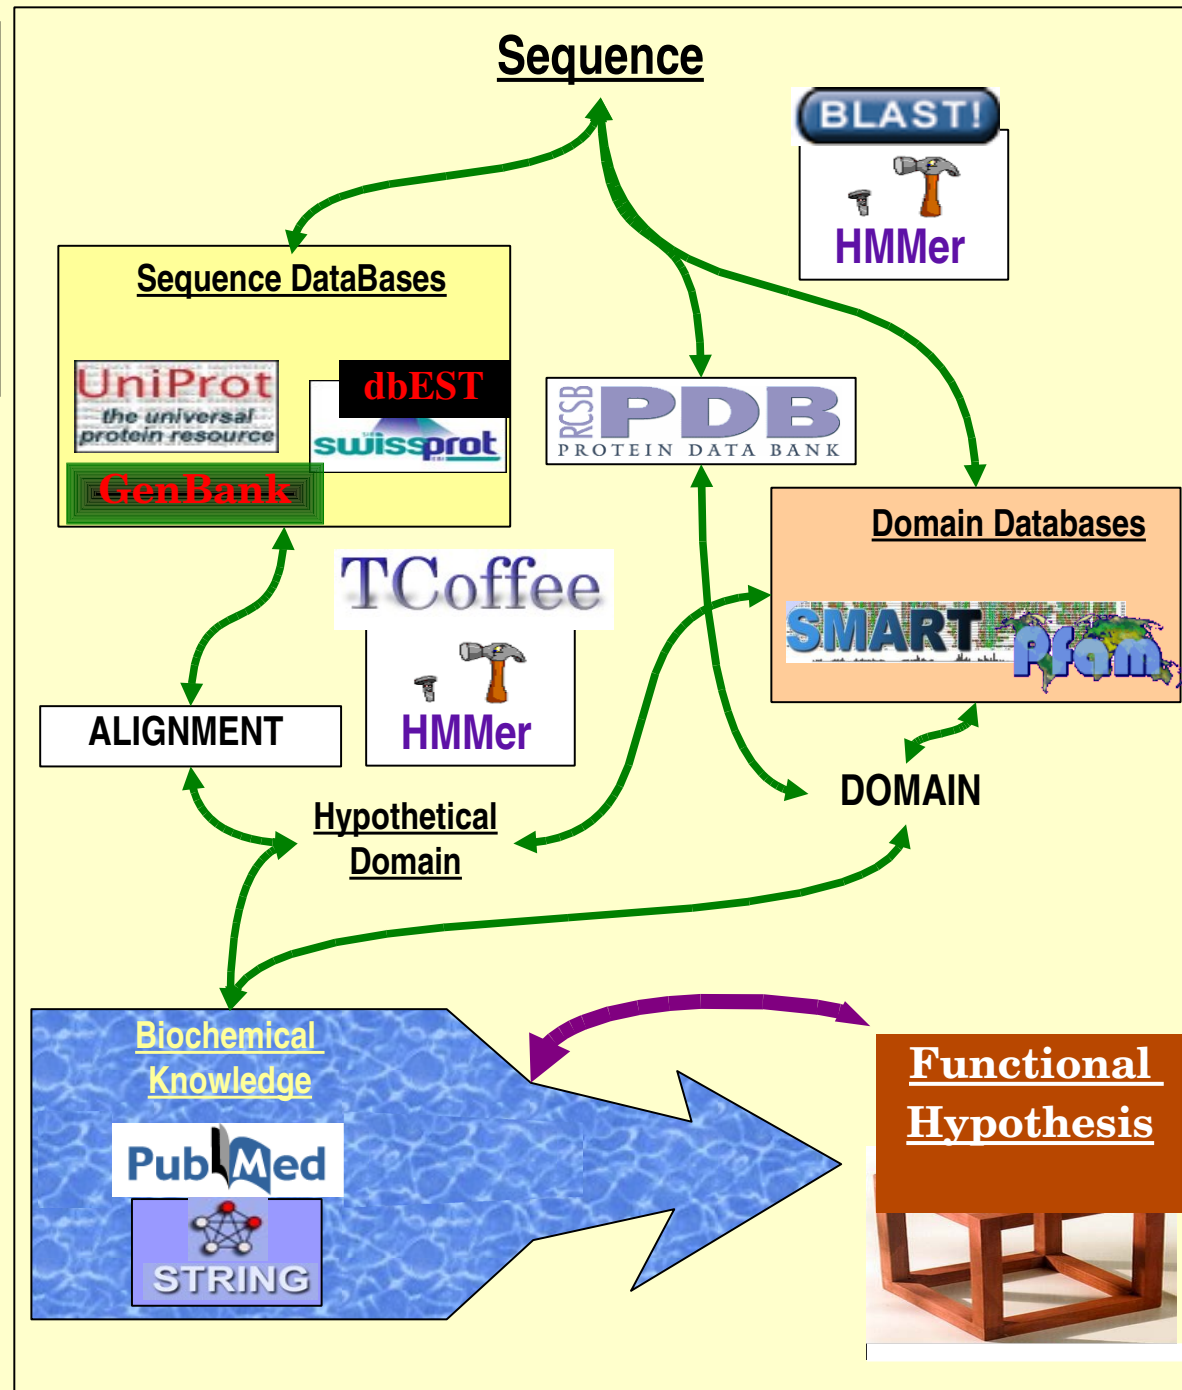 Sequence
BLAST!
HMMer
Sequence DataBases
UniProt
the universal
protein resource
dbEST
swissprot
GenBank
RCSB
PDB
PROTEIN DATA BANK
Domain Databases
SMART
Pfam
TCoffee
HMMer
ALIGNMENT
DOMAIN
Hypothetical
Domain
Biochemical
Knowledge
PubMed
STRING
Functional
Hypothesis